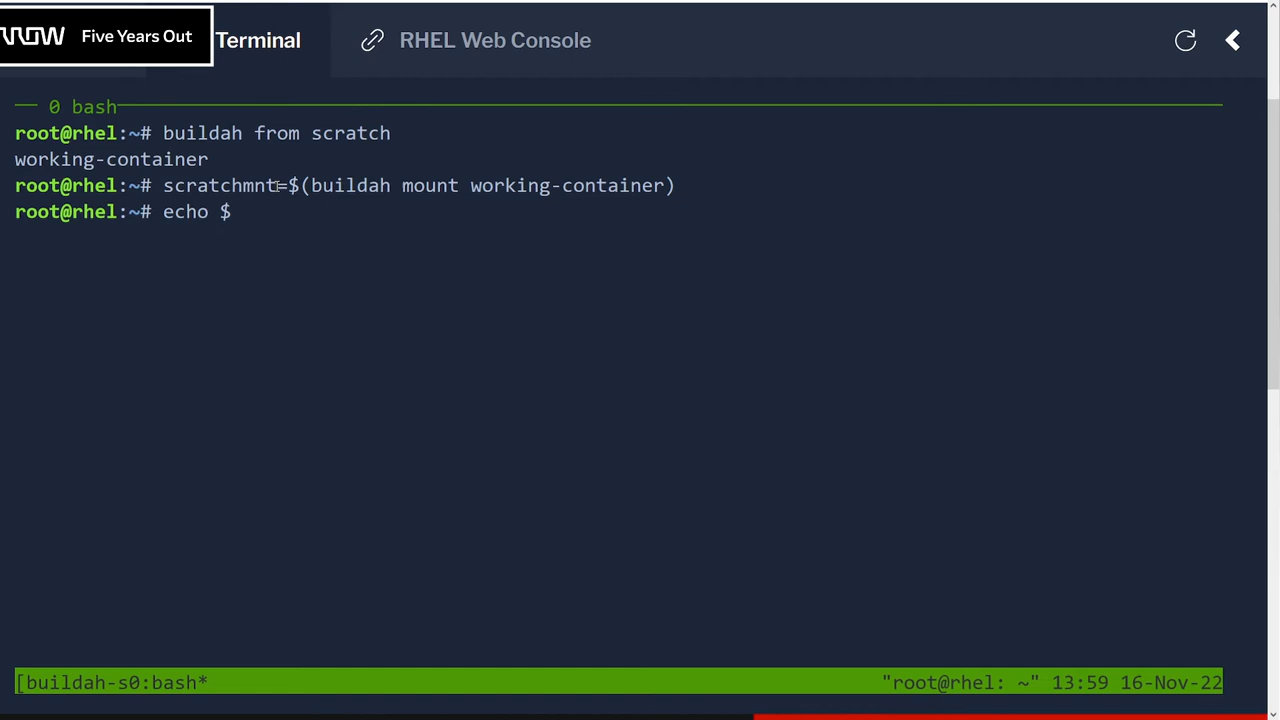 Five Years Out
Terminal
RHEL Web Console
0 bash
root@rhel:~# buildah from scratch
working-container
root@rhel:~# scratchmnt=$(buildah mount working-container)
root@rhel:~# echo $
[buildah-s0:bash* "root@rhel: ~" 13:59 16-Nov-22